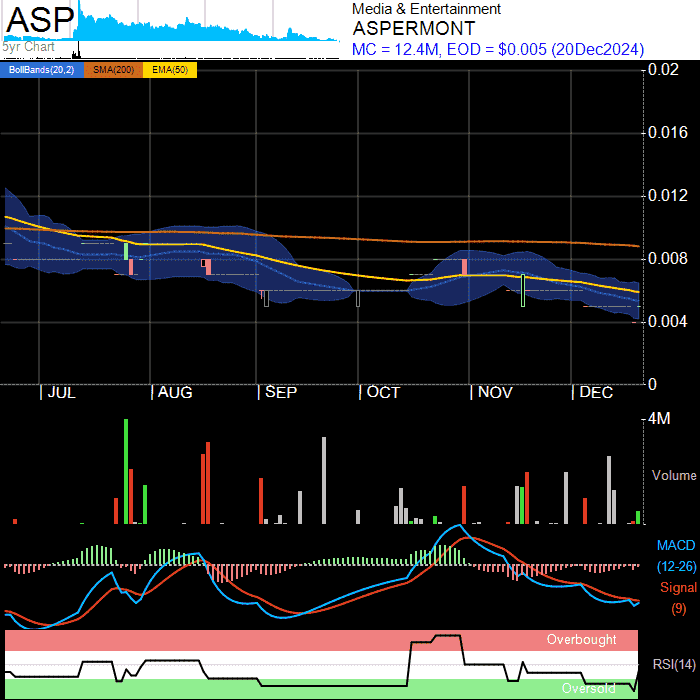 ASP
5yr Chart
Media & Entertainment
ASPERMONT
MC = 12.4M, EOD = $0.005 (20Dec2024)
BollBands(20,2) SMA(200) EMA(50)
0.02
0.016
0.012
0.008
0.004
0
| JUL | AUG | SEP | OCT | NOV | DEC
4M
Volume
MACD
(12-26)
Signal
(9)
Overbought
RSI(14)
Oversold